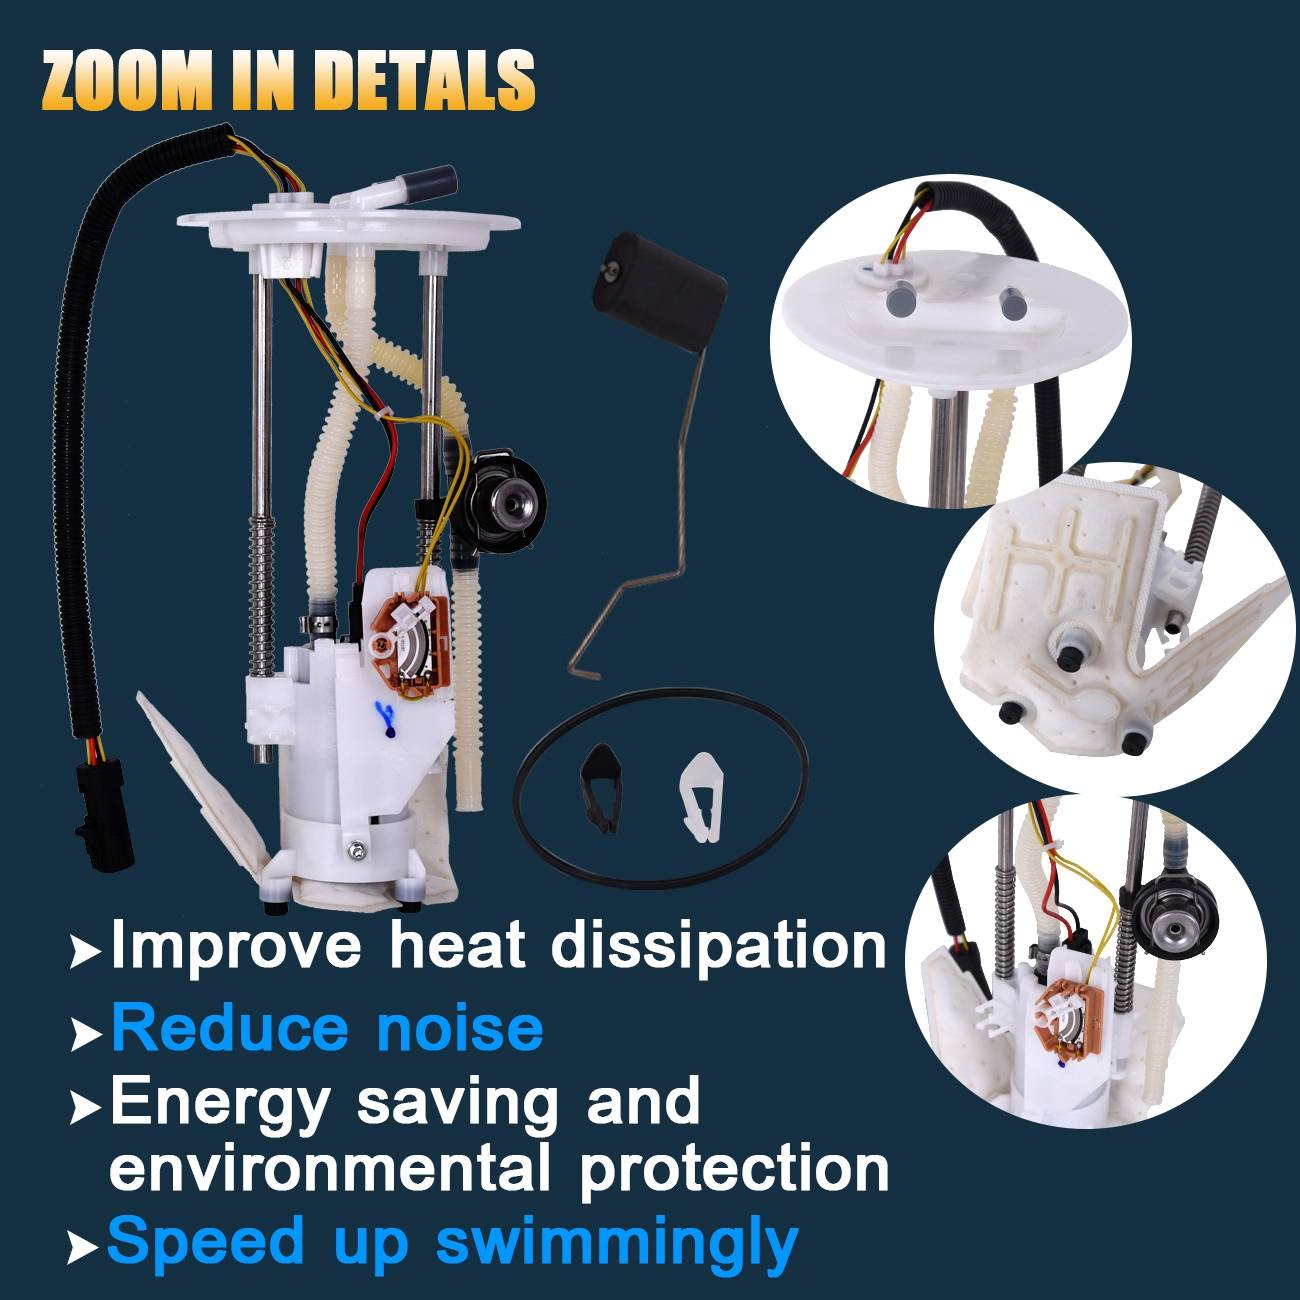 ZOOM IN DETALS
➤Improve heat dissipation
➤Reduce noise
➤Energy saving and
environmental protection
➤Speed up swimmingly